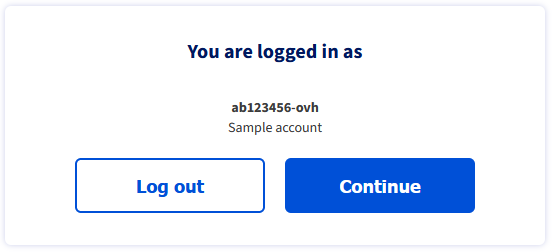 You are logged in as
ab123456-ovh
Sample account
Log out
Continue